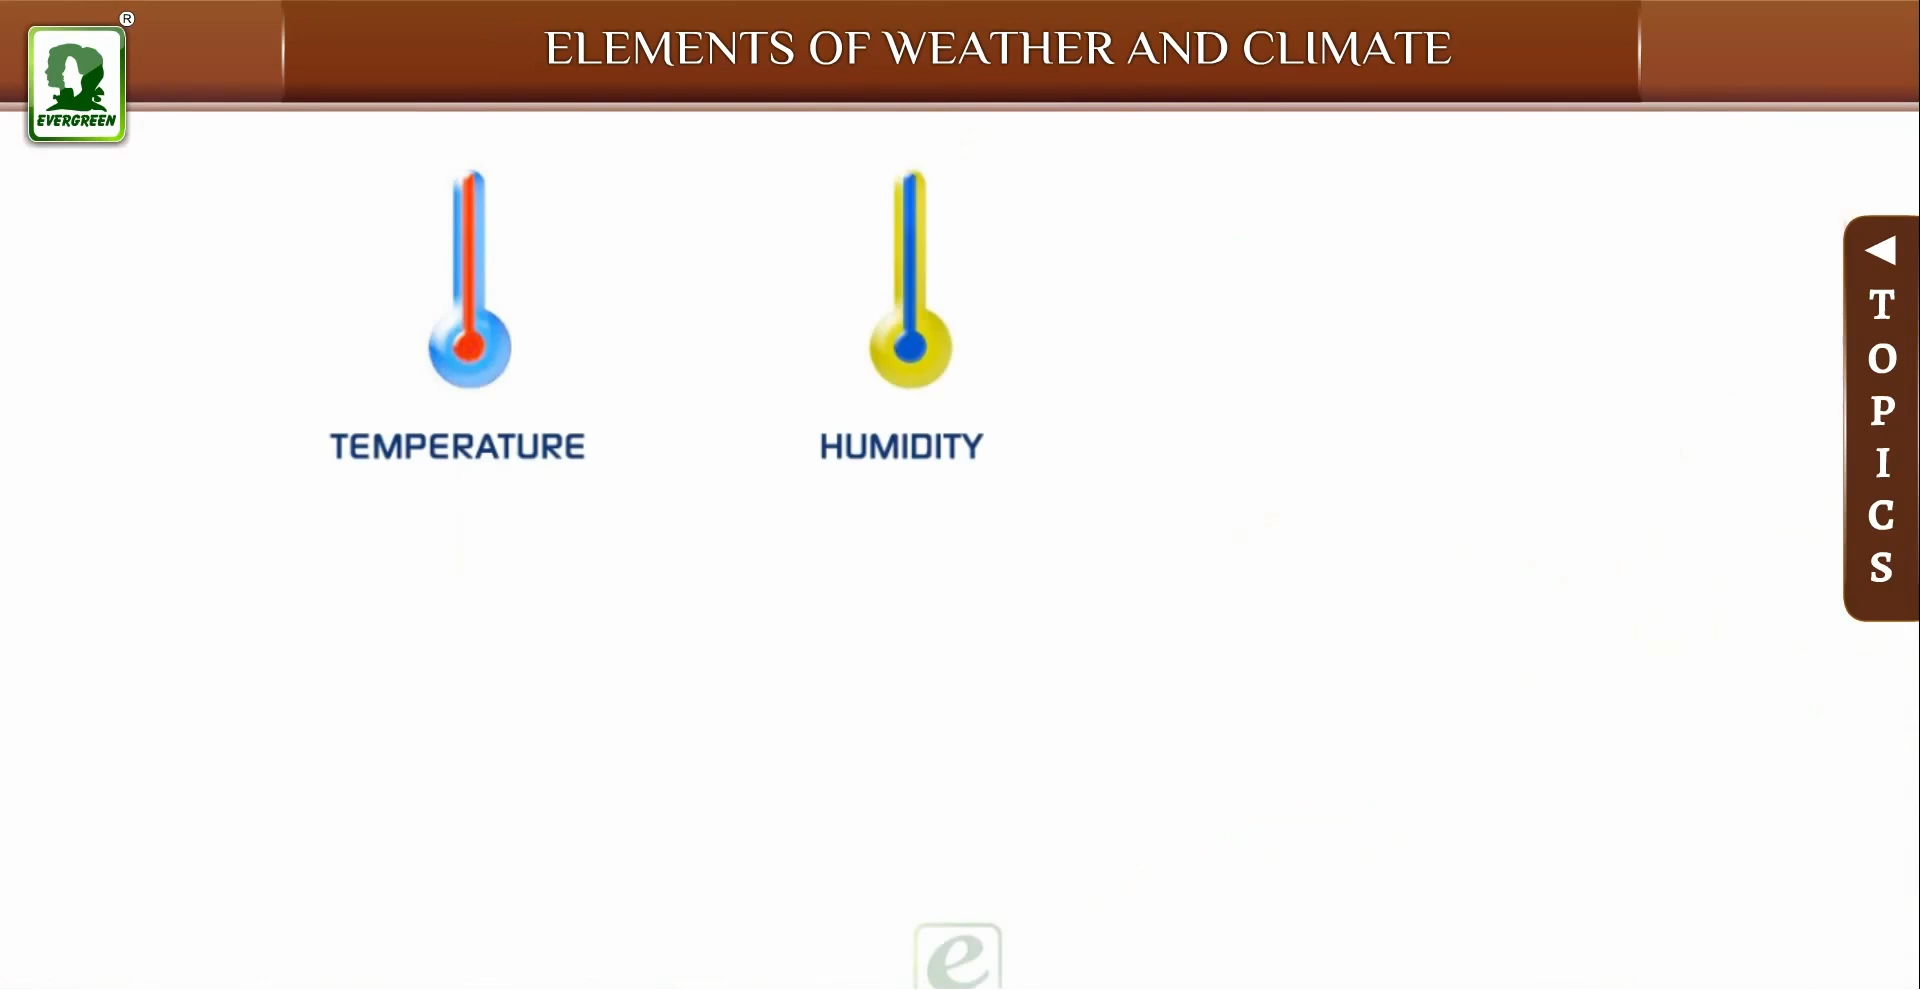 ®
ELEMENTS OF WEATHER AND CLIMATE
EVERGREEN
TEMPERATURE
HUMIDITY
TOPICS
e